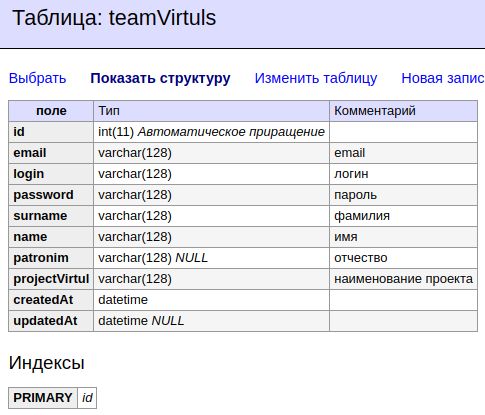 Таблица: teamVirtuls
Выбрать Показать структуру Изменить таблицу Новая запис
поле Тип Комментарий
id int(11) Автоматическое приращение
email varchar(128) email
login varchar(128) логин
password varchar(128) пароль
surname varchar(128) фамилия
name varchar(128) имя
patronim varchar(128) NULL отчество
projectVirtul varchar(128) наименование проекта
createdAt datetime
updatedAt datetime NULL
Индексы
PRIMARY id